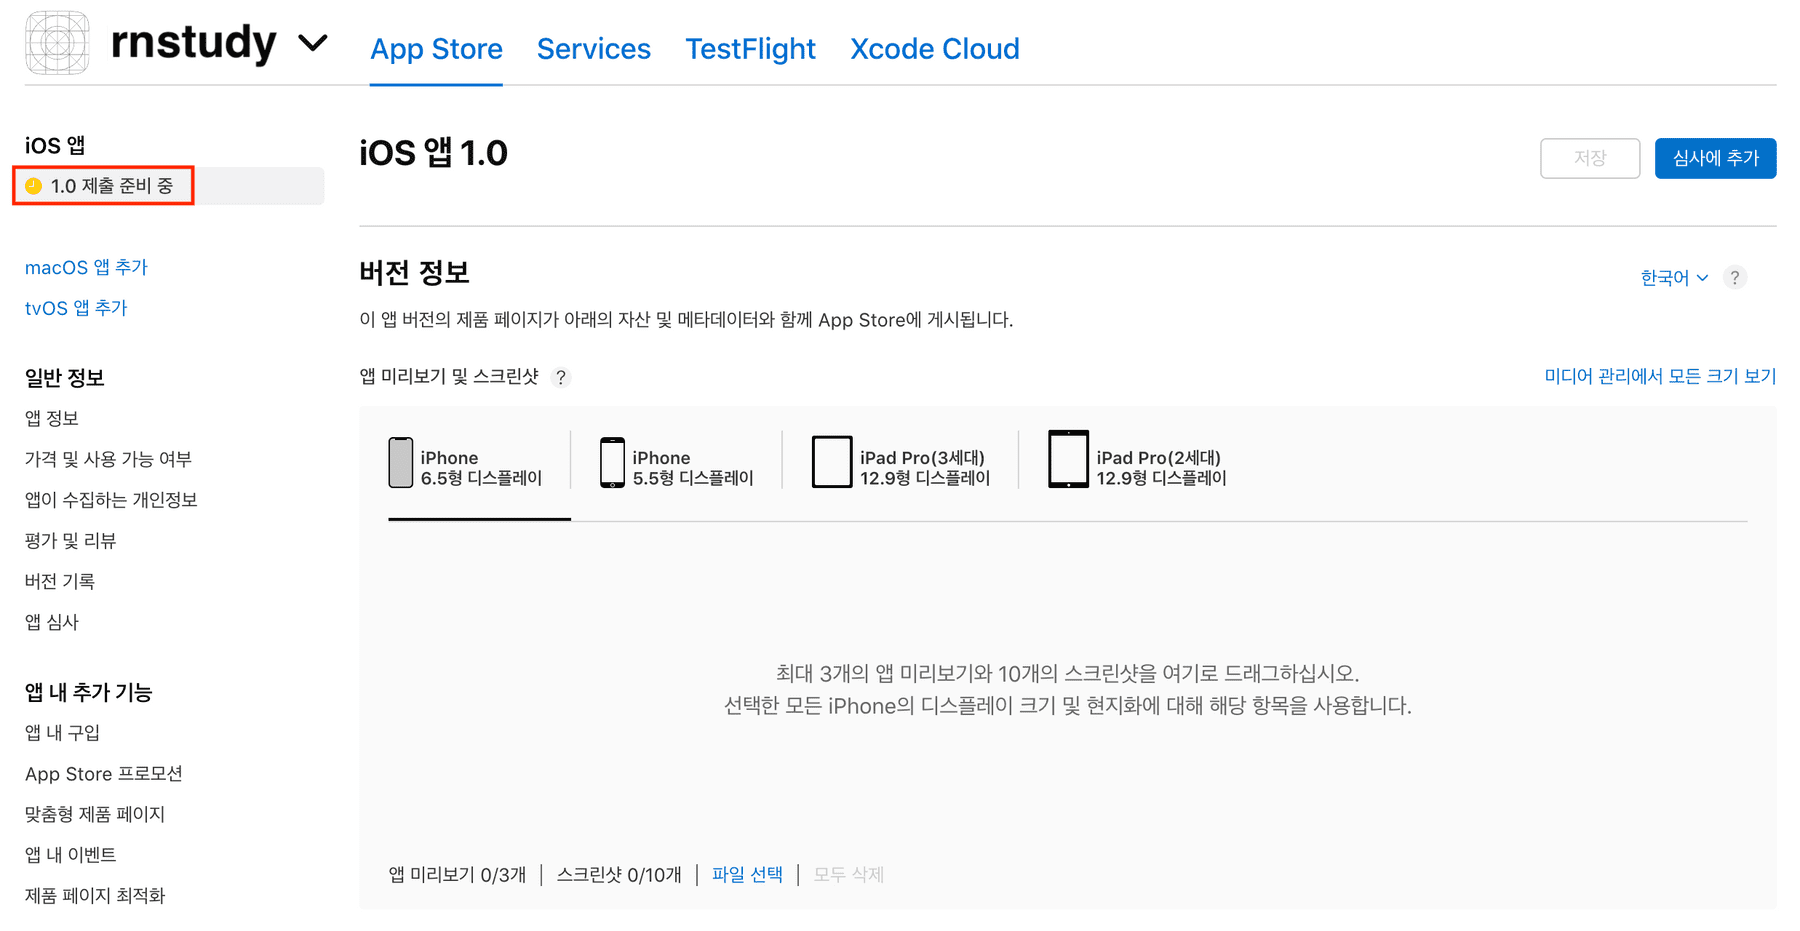 rnstudy
App Store
Services
TestFlight
Xcode Cloud
iOS 앱
1.0 제출 준비 중
macOS 앱 추가
tvOS 앱 추가
일반 정보
앱 정보
가격 및 사용 가능 여부
앱이 수집하는 개인정보
평가 및 리뷰
버전 기록
앱 심사
앱 내 추가 기능
앱 내 구입
App Store 프로모션
맞춤형 제품 페이지
앱 내 이벤트
제품 페이지 최적화
iOS 앱 1.0
저장
심사에 추가
버전 정보
한국어
?
이 앱 버전의 제품 페이지가 아래의 자산 및 메타데이터와 함께 App Store에 게시됩니다.
앱 미리보기 및 스크린샷 ?
미디어 관리에서 모든 크기 보기
iPhone
6.5형 디스플레이
iPhone
5.5형 디스플레이
iPad Pro(3세대)
12.9형 디스플레이
iPad Pro(2세대)
12.9형 디스플레이
최대 3개의 앱 미리보기와 10개의 스크린샷을 여기로 드래그하십시오.
선택한 모든 iPhone의 디스플레이 크기 및 현지화에 대해 해당 항목을 사용합니다.
앱 미리보기 0/3개 | 스크린샷 0/10개 | 파일 선택 | 모두 삭제